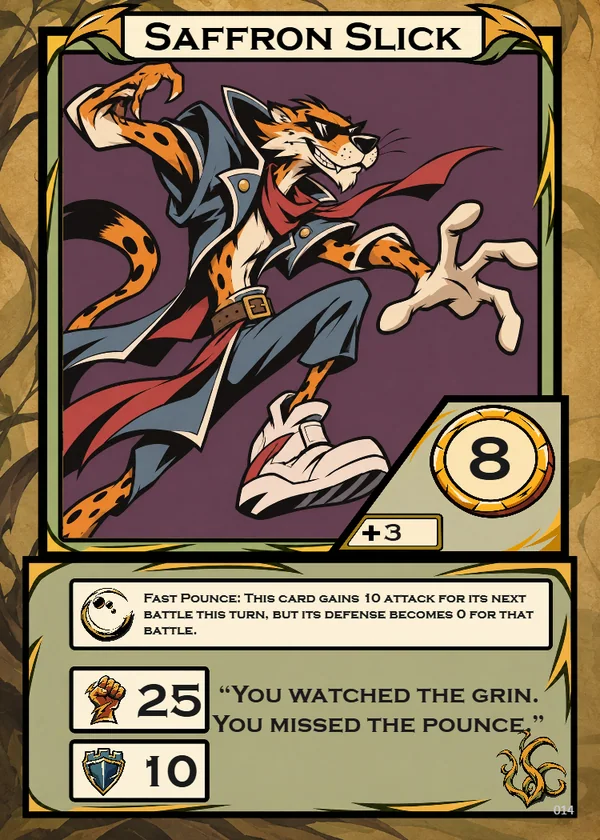 Saffron Slick
8
+3
Fast Pounce: This card gains 10 attack for its next
battle this turn, but its defense becomes 0 for that
battle.
25
“You watched the grin.
You missed the pounce.”
10
014